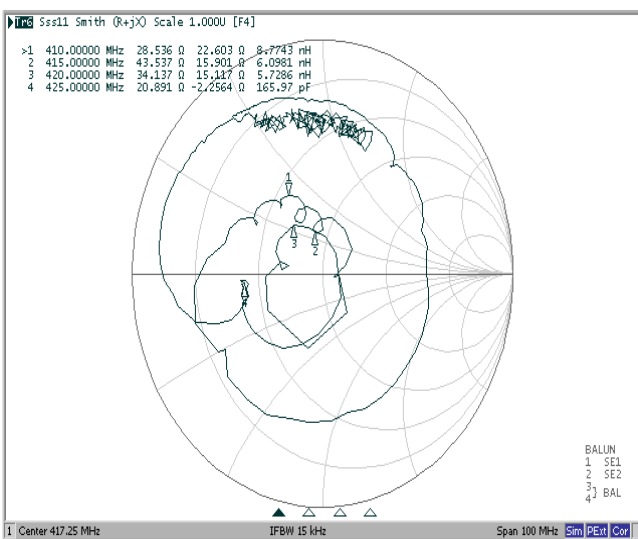 Tr6 Sss11 Smith (R+jX) Scale 1.000U [F4]
>1 410.00000 MHz 28.536 Ω 22.603 Ω 8.7743 nH
2 415.00000 MHz 43.537 Ω 15.901 Ω 6.0981 nH
3 420.00000 MHz 34.137 Ω 15.117 Ω 5.7286 nH
4 425.00000 MHz 20.891 Ω -2.2564 Ω 165.97 pF
1
3
2
4
BALUN
1 SE1
2 SE2
3
4} BAL
1 Center 417.25 MHz IFBW 15 kHz Span 100 MHz Sim PExt Cor